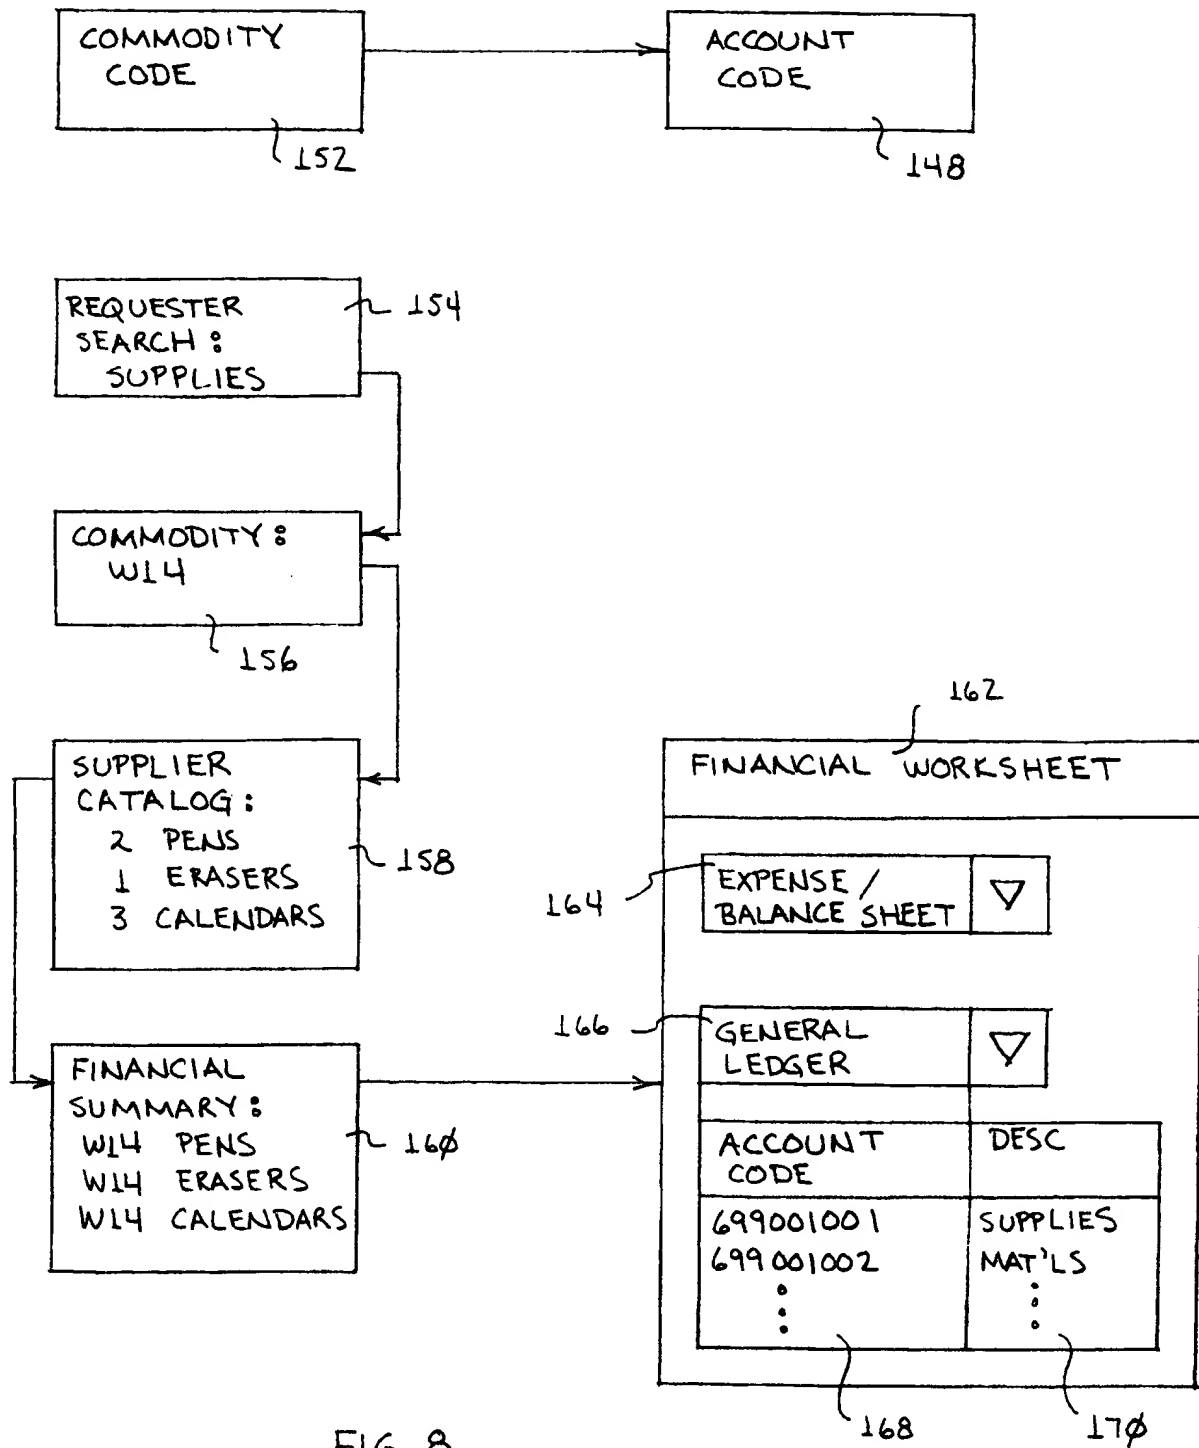 COMMODITY
CODE
152
ACCOUNT
CODE
148
REQUESTER
SEARCH:
SUPPLIES
154
COMMODITY:
W14
156
SUPPLIER
CATALOG:
2 PENS
1 ERASERS
3 CALENDARS
158
FINANCIAL
SUMMARY:
W14 PENS
W14 ERASERS
W14 CALENDARS
16Ø
162
FINANCIAL WORKSHEET
164
EXPENSE/
BALANCE SHEET
166
GENERAL
LEDGER
ACCOUNT
CODE
DESC
699001001 SUPPLIES
699001002 MAT'LS
168
17Ø
FIG. 8